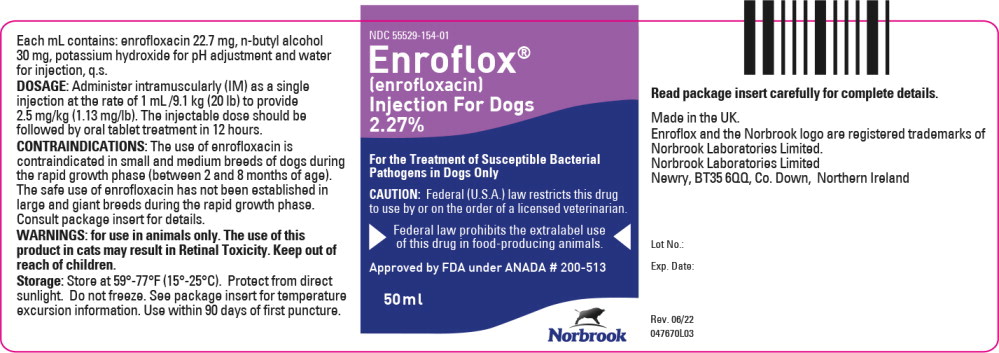 Each mL contains: enrofloxacin 22.7 mg, n-butyl alcohol
30 mg, potassium hydroxide for pH adjustment and water
for injection, q.s.
DOSAGE: Administer intramuscularly (IM) as a single
injection at the rate of 1 mL /9.1 kg (20 lb) to provide
2.5 mg/kg (1.13 mg/lb). The injectable dose should be
followed by oral tablet treatment in 12 hours.
CONTRAINDICATIONS: The use of enrofloxacin is
contraindicated in small and medium breeds of dogs during
the rapid growth phase (between 2 and 8 months of age).
The safe use of enrofloxacin has not been established in
large and giant breeds during the rapid growth phase.
Consult package insert for details.
WARNINGS: for use in animals only. The use of this
product in cats may result in Retinal Toxicity. Keep out of
reach of children.
Storage: Store at 59°-77°F (15°-25°C). Protect from direct
sunlight. Do not freeze. See package insert for temperature
excursion information. Use within 90 days of first puncture.
NDC 55529-154-01
Enroflox®
(enrofloxacin)
Injection For Dogs
2.27%
For the Treatment of Susceptible Bacterial
Pathogens in Dogs Only
CAUTION: Federal (U.S.A.) law restricts this drug
to use by or on the order of a licensed veterinarian.
Federal law prohibits the extralabel use
of this drug in food-producing animals.
Approved by FDA under ANADA # 200-513
50 ml
Norbrook
Read package insert carefully for complete details.
Made in the UK.
Enroflox and the Norbrook logo are registered trademarks of
Norbrook Laboratories Limited.
Norbrook Laboratories Limited
Newry, BT35 6QQ, Co. Down, Northern Ireland
Lot No.:
Exp. Date:
Rev. 06/22
047670L03